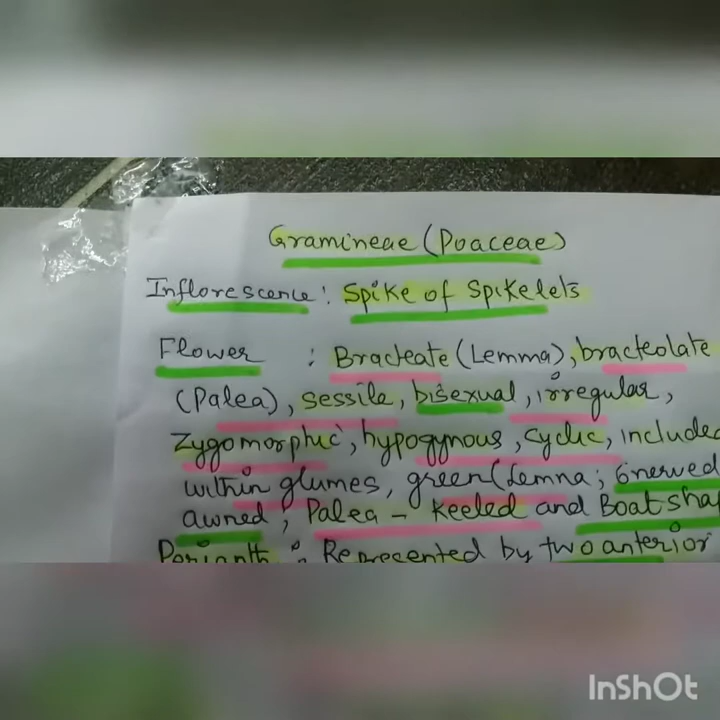 Gramineae (Poaceae)
Inflorescence : Spike of Spikelets
Flower : Bracteate (Lemma), bracteolate
(Palea), sessile, bisexual, irregular,
Zygomorphic, hypogynous, cyclic, included
within glumes, green (Lemna; 6 nerved
awned; Palea - keeled and Boat shap
Perianth : Represented by two anterior
InShOt